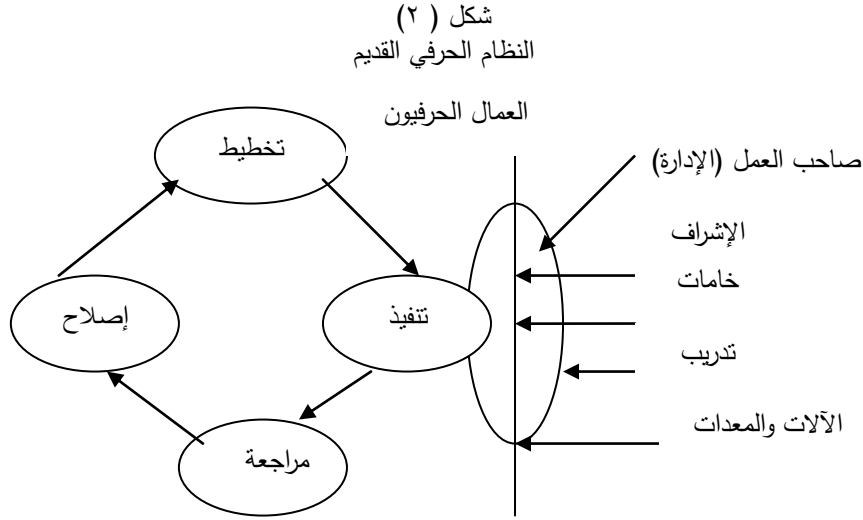 شكل ( ٢ )
النظام الحرفي القديم
العمال الحرفيون
تخطيط
صاحب العمل (الإدارة)
الإشراف
خامات
إصلاح
تنفيذ
تدريب
الآلات والمعدات
مراجعة